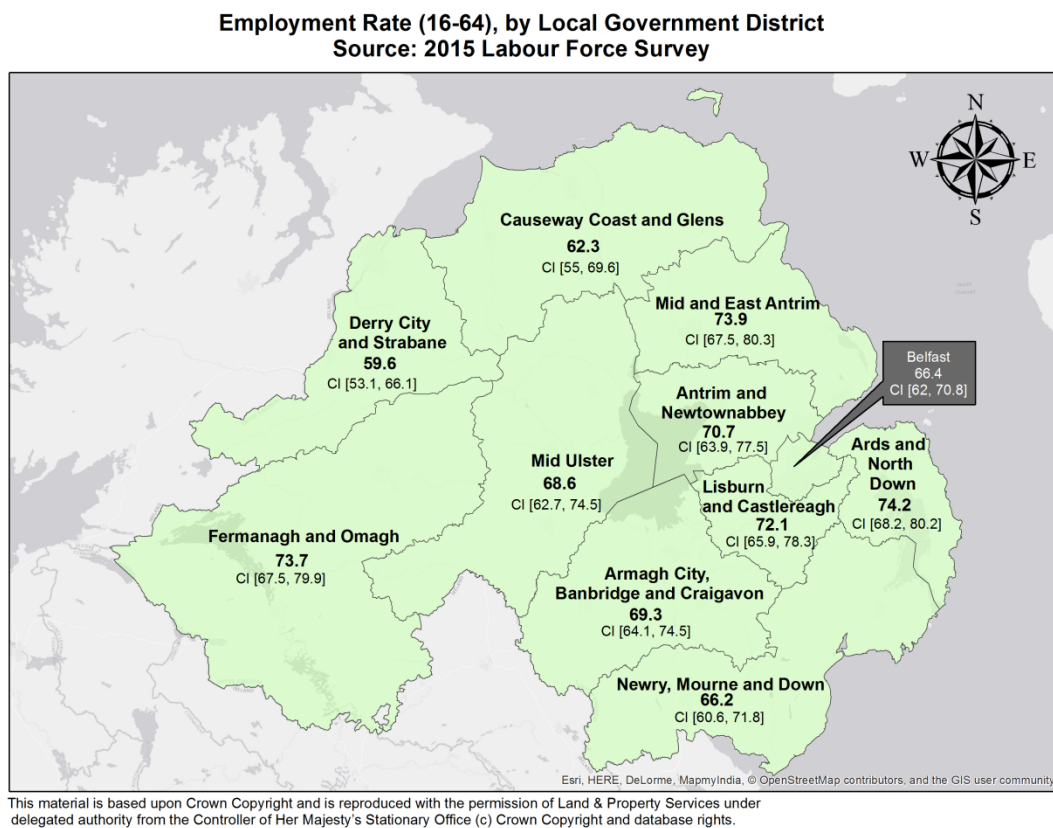 Employment Rate (16-64), by Local Government District
Source: 2015 Labour Force Survey
N
W
E
S
Causeway Coast and Glens
62.3
CI [55, 69.6]
Mid and East Antrim
73.9
CI [67.5, 80.3]
Derry City
and Strabane
59.6
CI [53.1, 66.1]
Belfast
66.4
CI [62, 70.8]
Antrim and
Newtownabbey
70.7
CI [63.9, 77.5]
Ards and
North
Down
74.2
CI [68.2, 80.2]
Mid Ulster
68.6
CI [62.7, 74.5]
Lisburn
and Castlereagh
72.1
CI [65.9, 78.3]
Fermanagh and Omagh
73.7
CI [67.5, 79.9]
Armagh City,
Banbridge and Craigavon
69.3
CI [64.1, 74.5]
Newry, Mourne and Down
66.2
CI [60.6, 71.8]
Esri, HERE, DeLorme, MapmyIndia, © OpenStreetMap contributors, and the GIS user community
This material is based upon Crown Copyright and is reproduced with the permission of Land & Property Services under
delegated authority from the Controller of Her Majesty's Stationary Office (c) Crown Copyright and database rights.